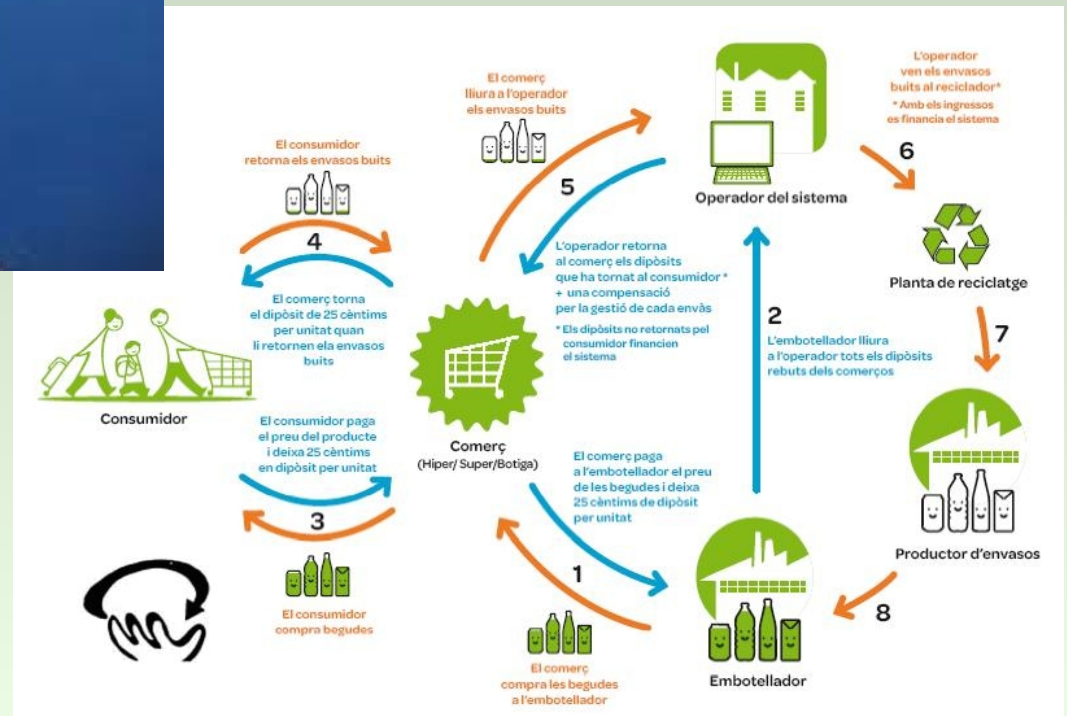 El comerç
lliura a l'operador
els envasos buits
L'operador
ven els envasos
buits al reciclador*
* Amb els ingressos
es financia el sistema
El consumidor
retorna els envasos buits
6
5
Operador del sistema
4
L'operador retorna
al comerç els dipòsits
que ha tornat al consumidor *
+ una compensació
per la gestió de cada envàs
* Els dipòsits no retornats pel
consumidor financien
el sistema
Planta de reciclatge
El comerç torna
el dipòsit de 25 cèntims
per unitat quan
li retornen ela envasos
buits
2
L'embotellador lliura
a l'operador tots els dipòsits
rebuts dels comerços
7
Consumidor
El consumidor paga
el preu del producte
i deixa 25 cèntims
en dipòsit per unitat
Comerç
(Hiper/ Super/Botiga)
El comerç paga
a l'embotellador el preu
de les begudes i deixa
25 cèntims de dipòsit
per unitat
3
Productor d'envasos
1
El consumidor
compra begudes
8
El comerç
compra les begudes
a l'embotellador
Embotellador